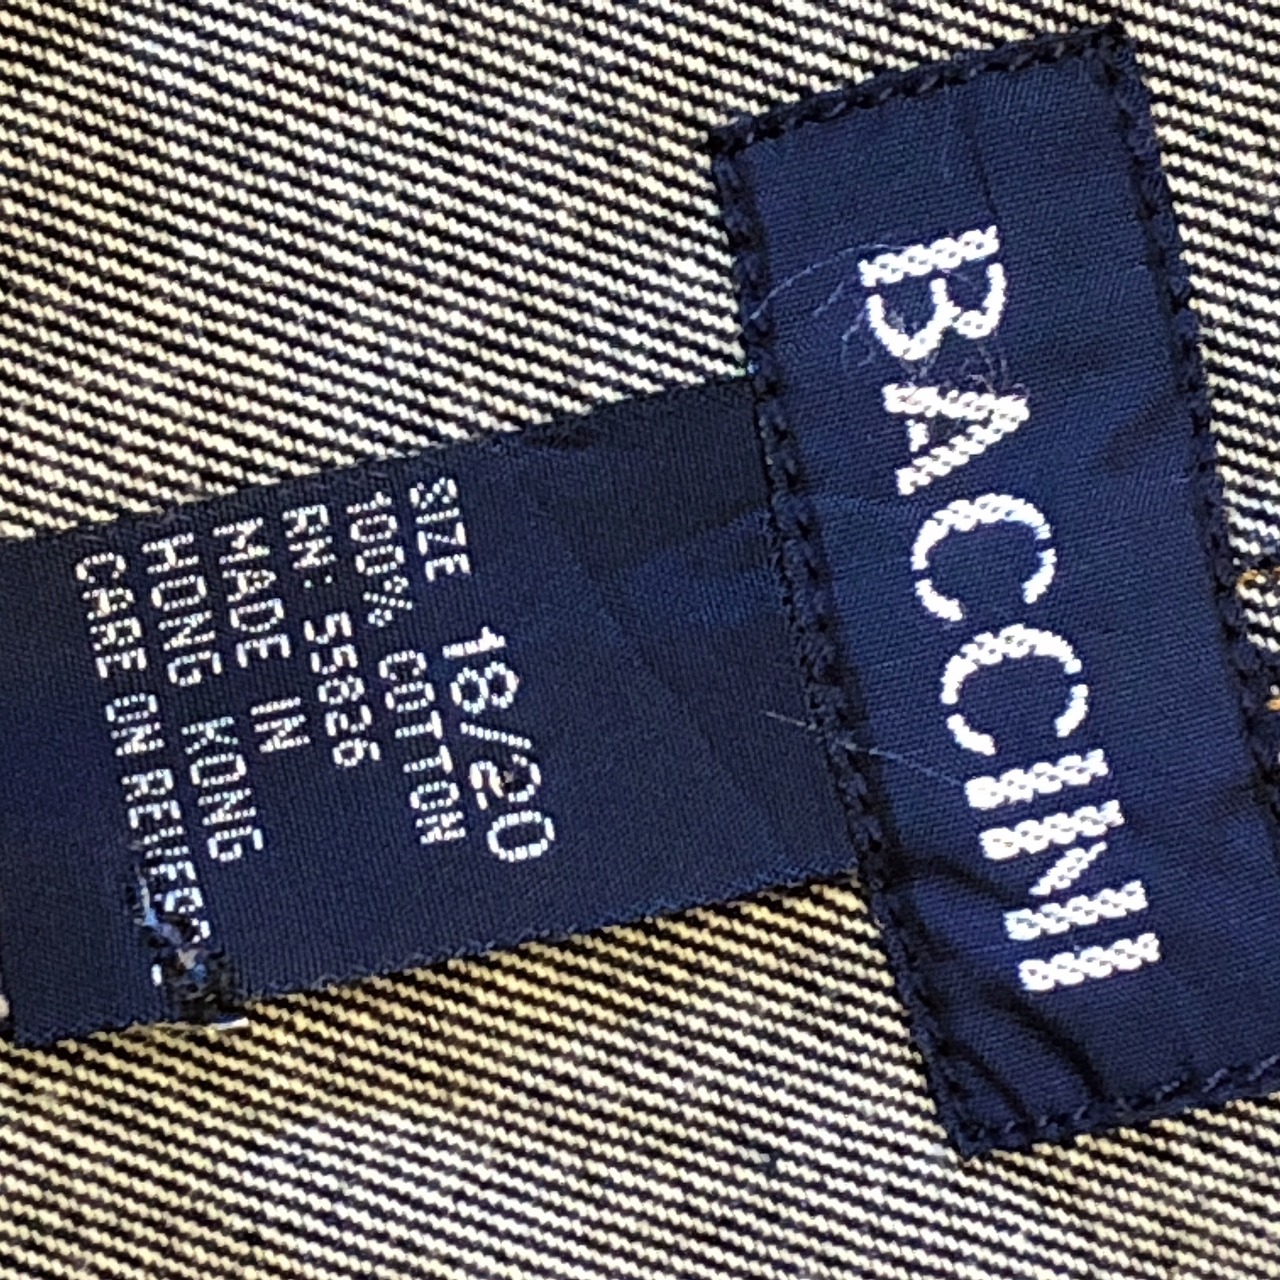 BACCINI
SIZE 18/20
100% COTTON
RN: 55826
MADE IN
HONG KONG
CARE ON REVERSE